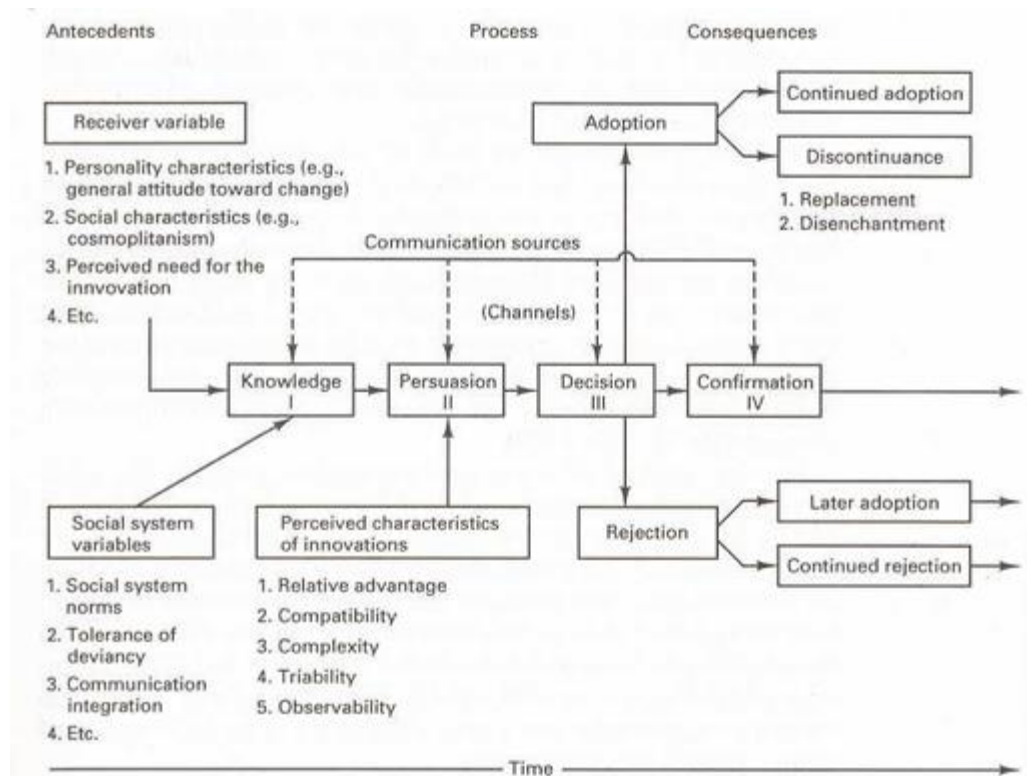 Antecedents
Process
Consequences
Receiver variable
1. Personality characteristics (e.g.,
general attitude toward change)
2. Social characteristics (e.g.,
cosmoplitanism)
3. Perceived need for the
innvovation
4. Etc.
Adoption
Continued adoption
Discontinuance
1. Replacement
2. Disenchantment
Communication sources
(Channels)
Knowledge
I
Persuasion
II
Decision
III
Confirmation
IV
Social system
variables
1. Social system
norms
2. Tolerance of
deviancy
3. Communication
integration
4. Etc.
Perceived characteristics
of innovations
1. Relative advantage
2. Compatibility
3. Complexity
4. Triability
5. Observability
Rejection
Later adoption
Continued rejection
Time